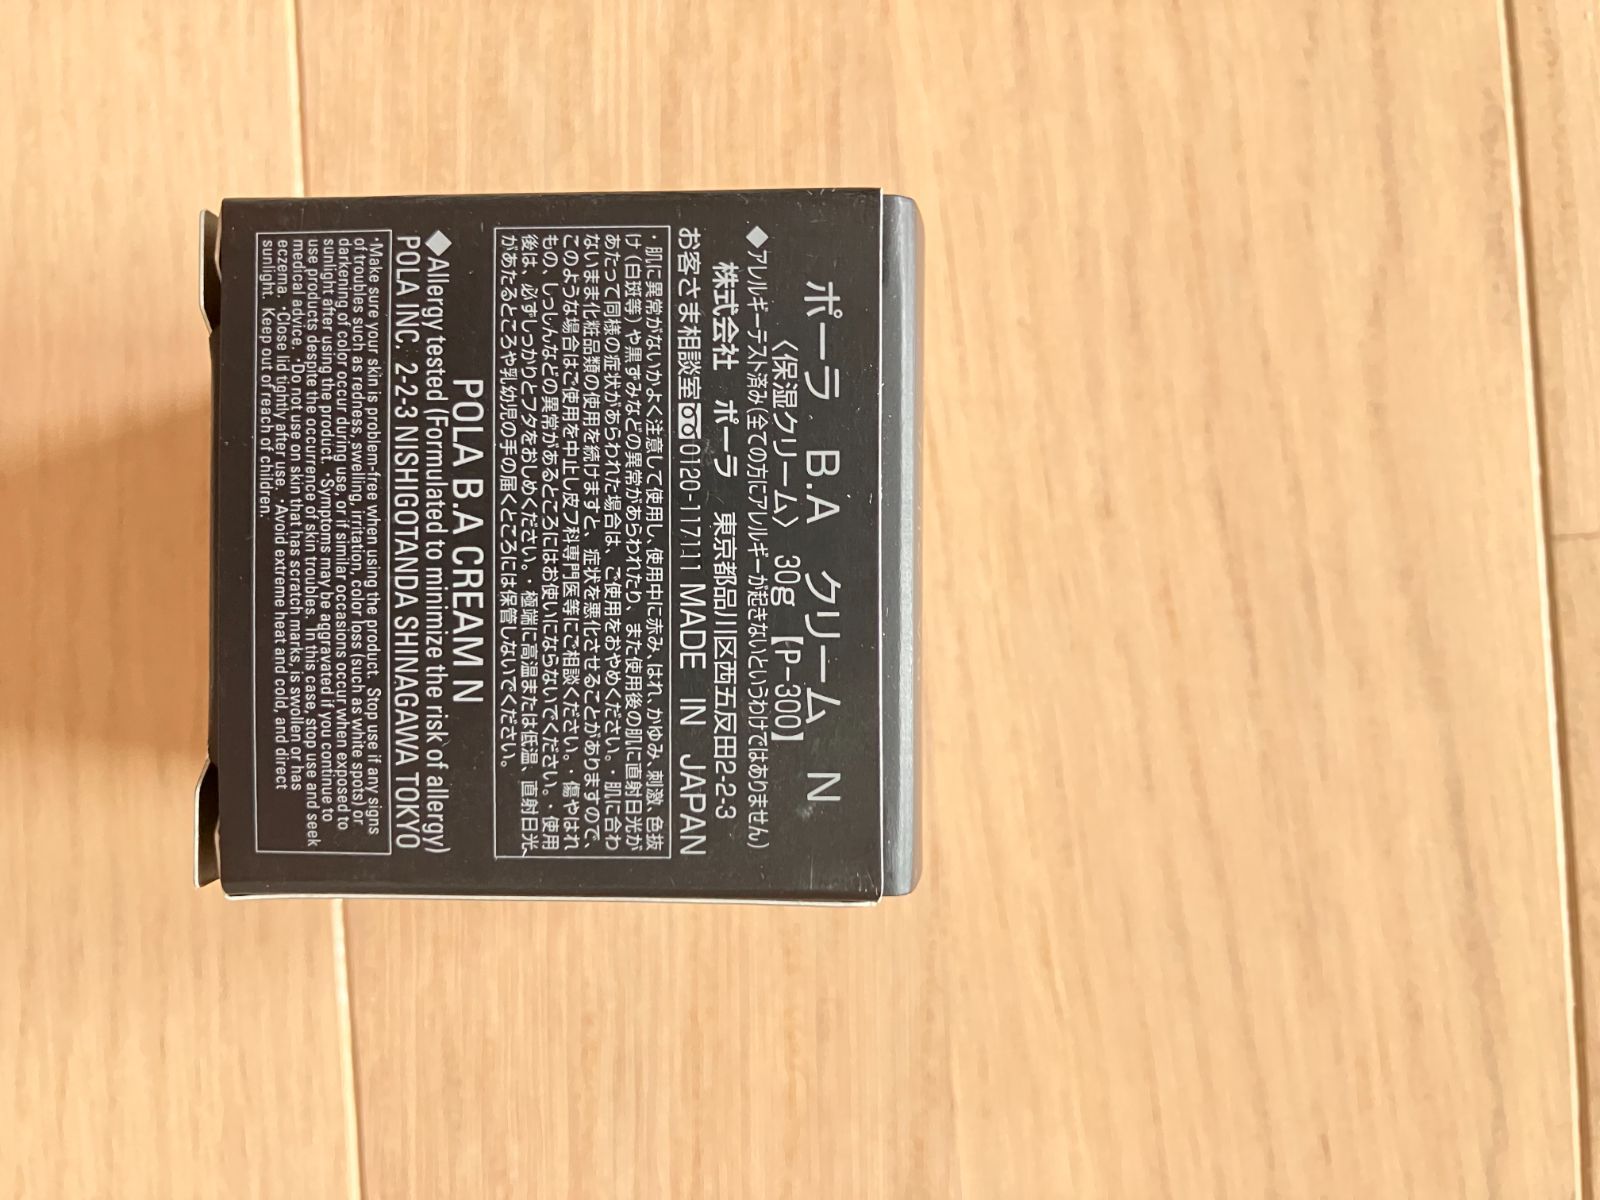 ポーラ B.A クリーム N
〈保湿クリーム〉 30g 【P-300】
◆アレルギーテスト済み(全ての方にアレルギーが起きないというわけではありません)
株式会社 ポーラ 東京都品川区西五反田2-2-3
お客さま相談室 0120-117111 MADE IN JAPAN
・肌に異常がないかよく注意して使用し、使用中に赤み、はれ、かゆみ、刺激、色抜
け(白斑等)や黒ずみなどの異常があらわれたり、また使用後の肌に直射日光が
あたって同様の症状があらわれた場合は、ご使用をおやめください。・肌に合わ
ないまま化粧品類の使用を続けますと、症状を悪化させることがありますので、
このような場合はご使用を中止し皮フ科専門医等にご相談ください。・傷やはれ
もの、しっしんなどの異常があるところにはお使いにならないでください。・使用
後は、必ずしっかりとフタをおしめください。・極端に高温または低温、直射日光
があたるところや乳幼児の手の届くところには保管しないでください。
POLA B.A CREAM N
◆Allergy tested (Formulated to minimize the risk of allergy)
POLA INC. 2-2-3 NISHIGOTANDA SHINAGAWA TOKYO
・Make sure your skin is problem-free when using the product. Stop use if any signs
of troubles such as redness, swelling, irritation, color loss (such as white spots) or
darkening of color occur during use, or if similar occasions occur when exposed to
sunlight after using the product. ・Symptoms may be aggravated if you continue to
use products despite the occurrence of skin troubles. In this case, stop use and seek
medical advice. ・Do not use on skin that has scratch marks, is swollen or has
eczema. ・Close lid tightly after use. ・Avoid extreme heat and cold, and direct
sunlight. Keep out of reach of children.